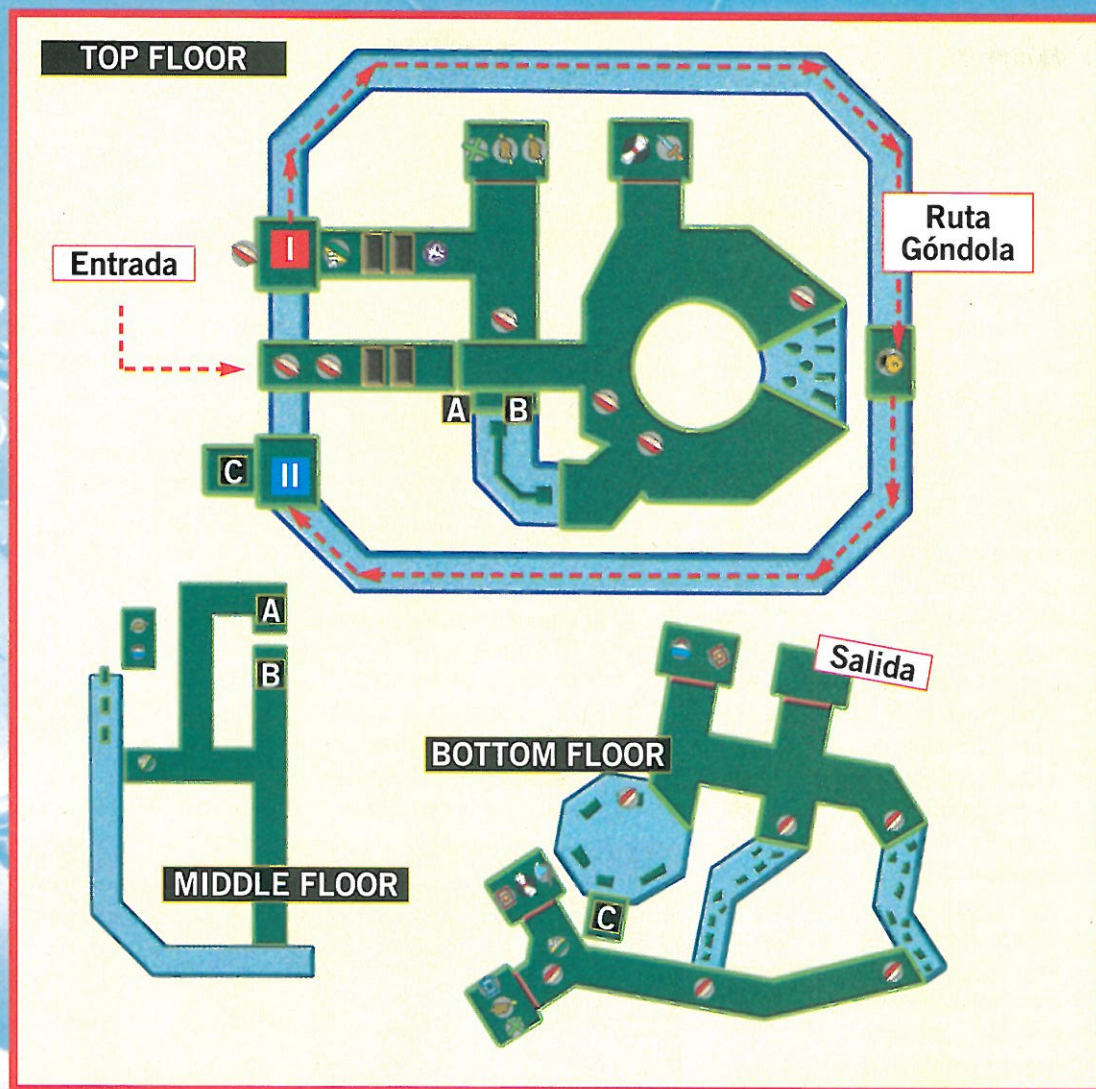 TOP FLOOR
Entrada
I
Ruta
Góndola
A
B
C
II
A
B
MIDDLE FLOOR
Salida
BOTTOM FLOOR
C